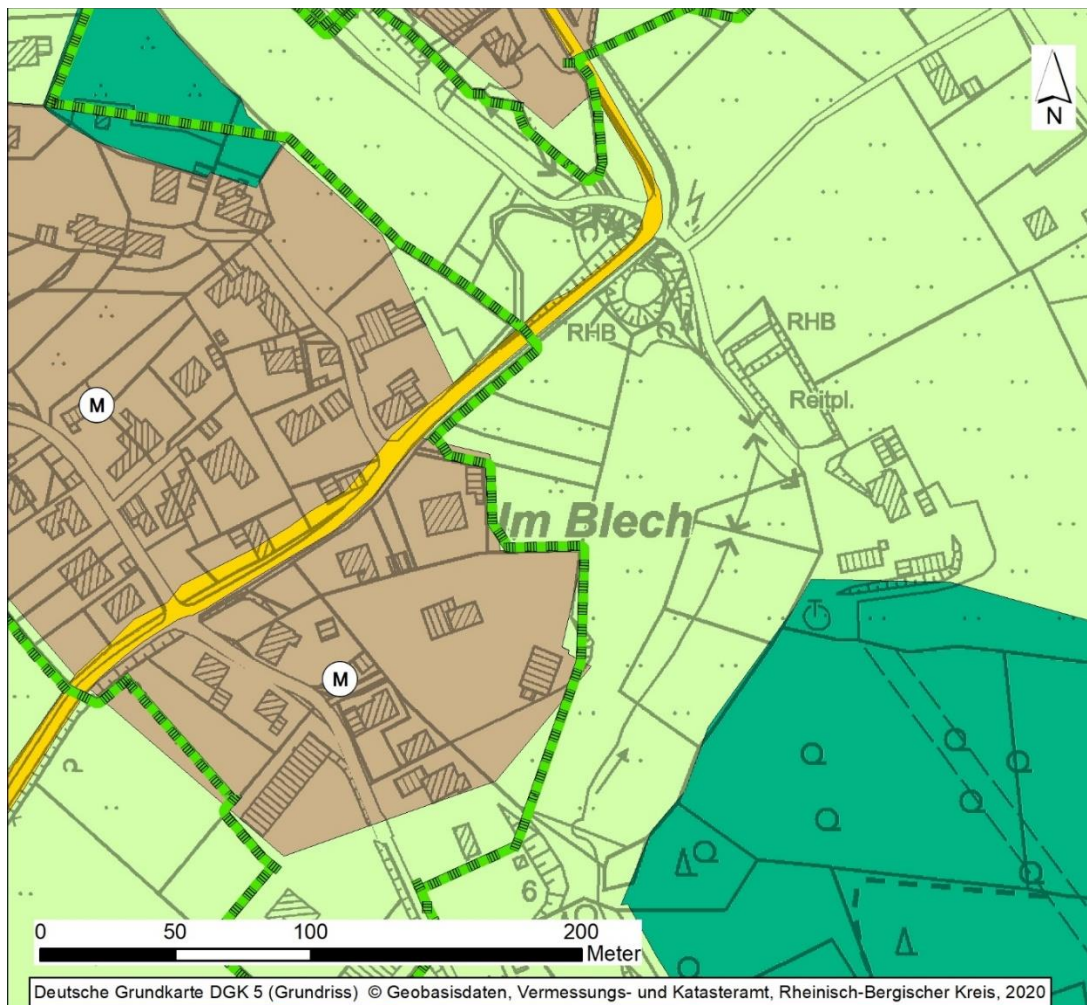 N
RHB
RHB
Reitpl.
M
Im Blech
M
6
0 50 100 200
Meter
Deutsche Grundkarte DGK 5 (Grundriss) © Geobasisdaten, Vermessungs- und Katasteramt, Rheinisch-Bergischer Kreis, 2020